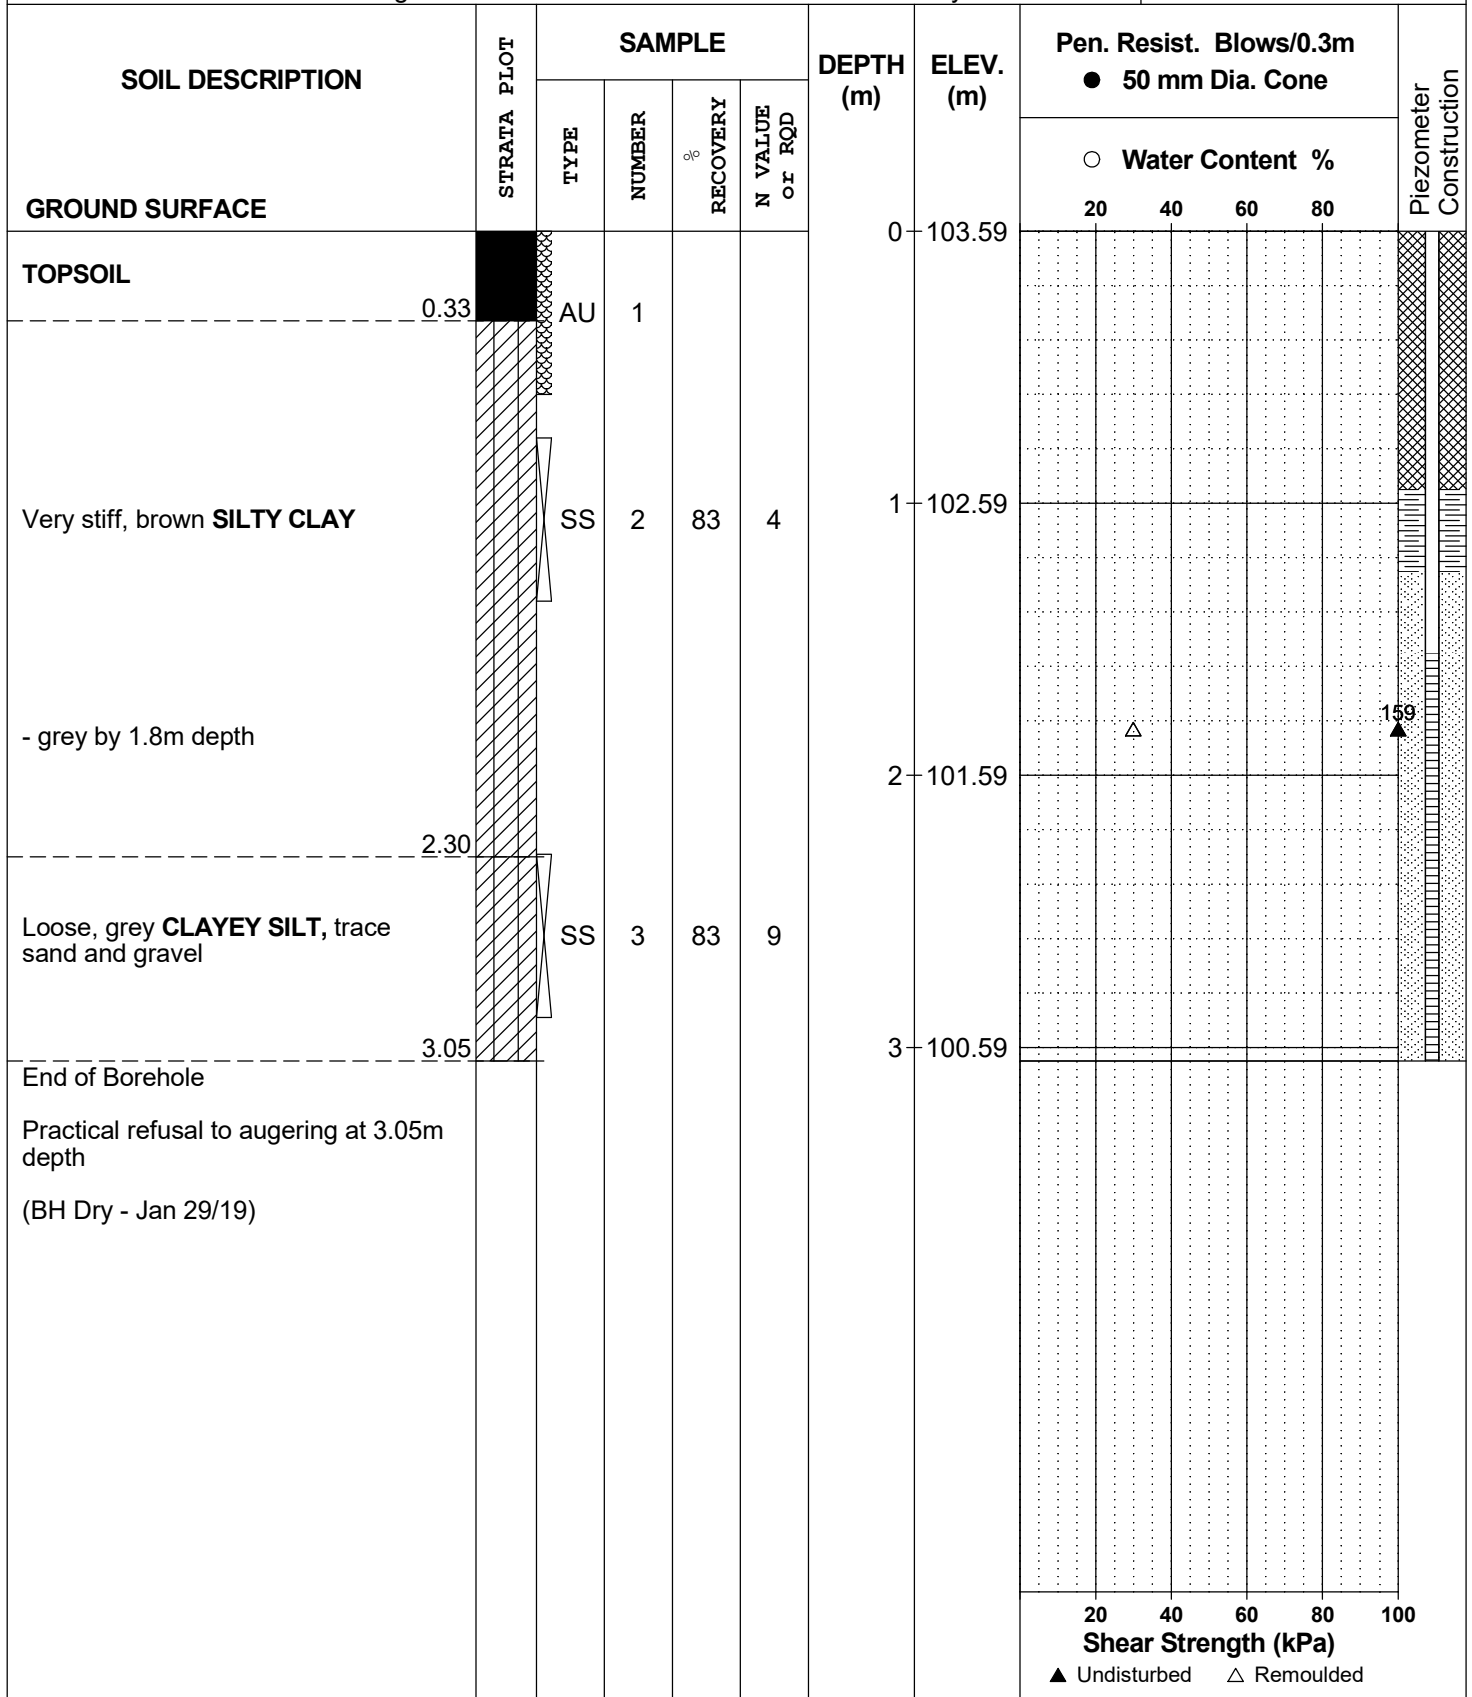 SOIL DESCRIPTION
GROUND SURFACE
STRATA PLOT
SAMPLE
TYPE
NUMBER
%
RECOVERY
N VALUE
or RQD
DEPTH
(m)
ELEV.
(m)
Pen. Resist. Blows/0.3m
● 50 mm Dia. Cone
○ Water Content %
20 40 60 80
Piezometer
Construction
0 103.59
TOPSOIL
0.33
AU 1
1 102.59
Very stiff, brown SILTY CLAY
SS 2 83 4
159
- grey by 1.8m depth
2 101.59
2.30
Loose, grey CLAYEY SILT, trace
sand and gravel
SS 3 83 9
3.05
3 100.59
End of Borehole
Practical refusal to augering at 3.05m
depth
(BH Dry - Jan 29/19)
20 40 60 80 100
Shear Strength (kPa)
▲ Undisturbed △ Remoulded